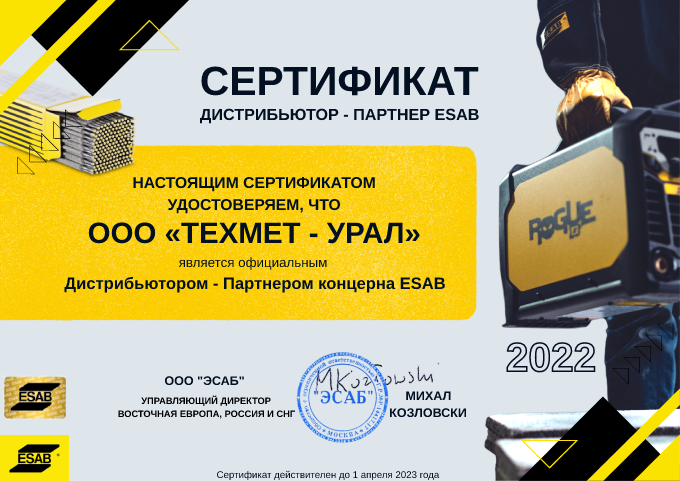 СЕРТИФИКАТ
ДИСТРИБЬЮТОР - ПАРТНЕР ESAB
НАСТОЯЩИМ СЕРТИФИКАТОМ
УДОСТОВЕРЯЕМ, ЧТО
ООО «ТЕХМЕТ - УРАЛ»
является официальным
Дистрибьютором - Партнером концерна ESAB
ROGUE
2022
ООО "ЭСАБ"
УПРАВЛЯЮЩИЙ ДИРЕКТОР
ВОСТОЧНАЯ ЕВРОПА, РОССИЯ И СНГ
MKozlowski
"ЭСАБ"
МОСКВА
МИХАЛ
КОЗЛОВСКИ
ESAB
ESAB
Сертификат действителен до 1 апреля 2023 года